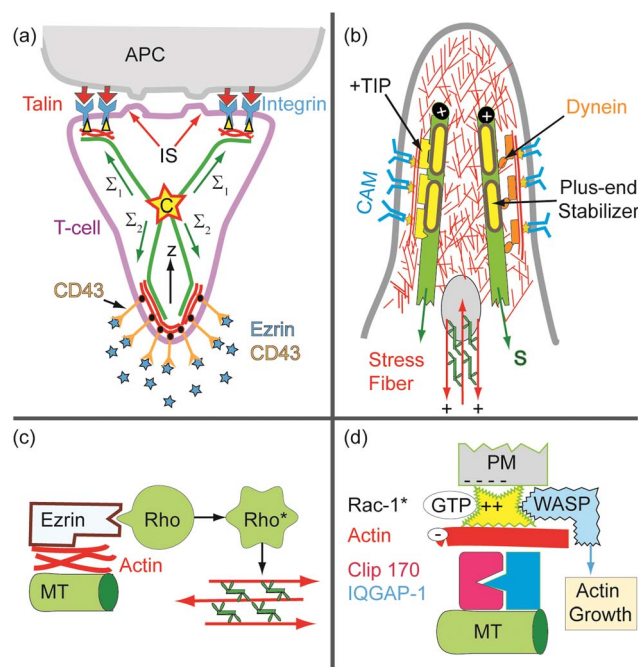 (a)
APC
Talin
Integrin
IS
Σ1
Σ1
C
Σ2
Σ2
T-cell
z
CD43
Ezrin
CD43
(b)
+TIP
Dynein
CAM
Plus-end
Stabilizer
+
+
Stress
Fiber
S
+ +
(c)
Ezrin
Rho
Rho*
Actin
MT
(d)
PM
- - - -
Rac-1*
GTP
++
WASP
Actin
-
Clip 170
IQGAP-1
MT
Actin
Growth